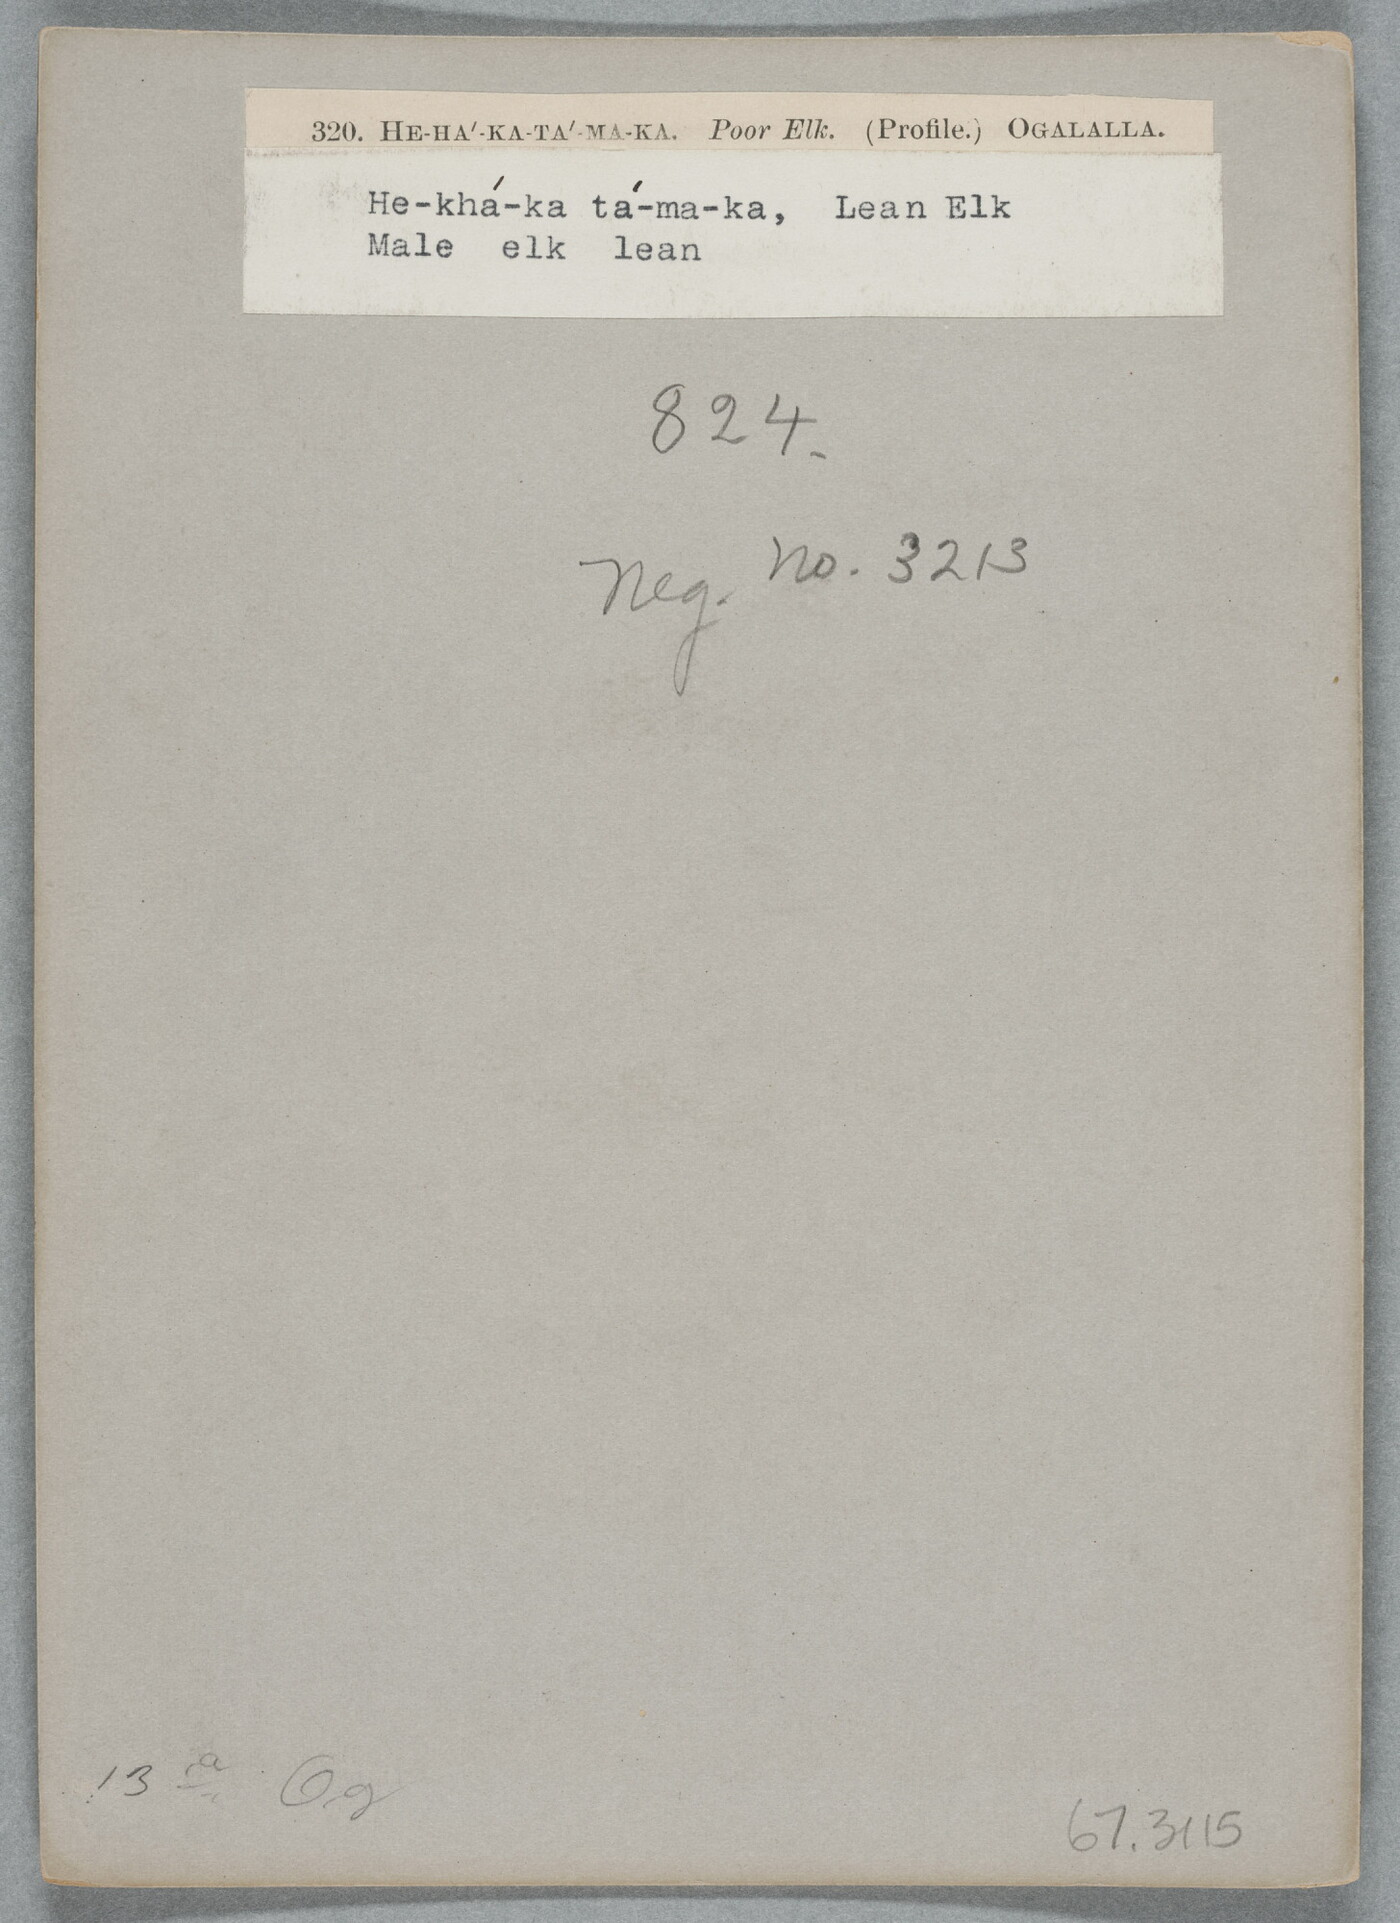 320. HE-HA′-KA-TA′-MA-KA. Poor Elk. (Profile.) OGALALLA.
He-khá-ka tá-ma-ka, Lean Elk
Male elk lean
824.
Neg. No. 3213
13 a Og
67.3115